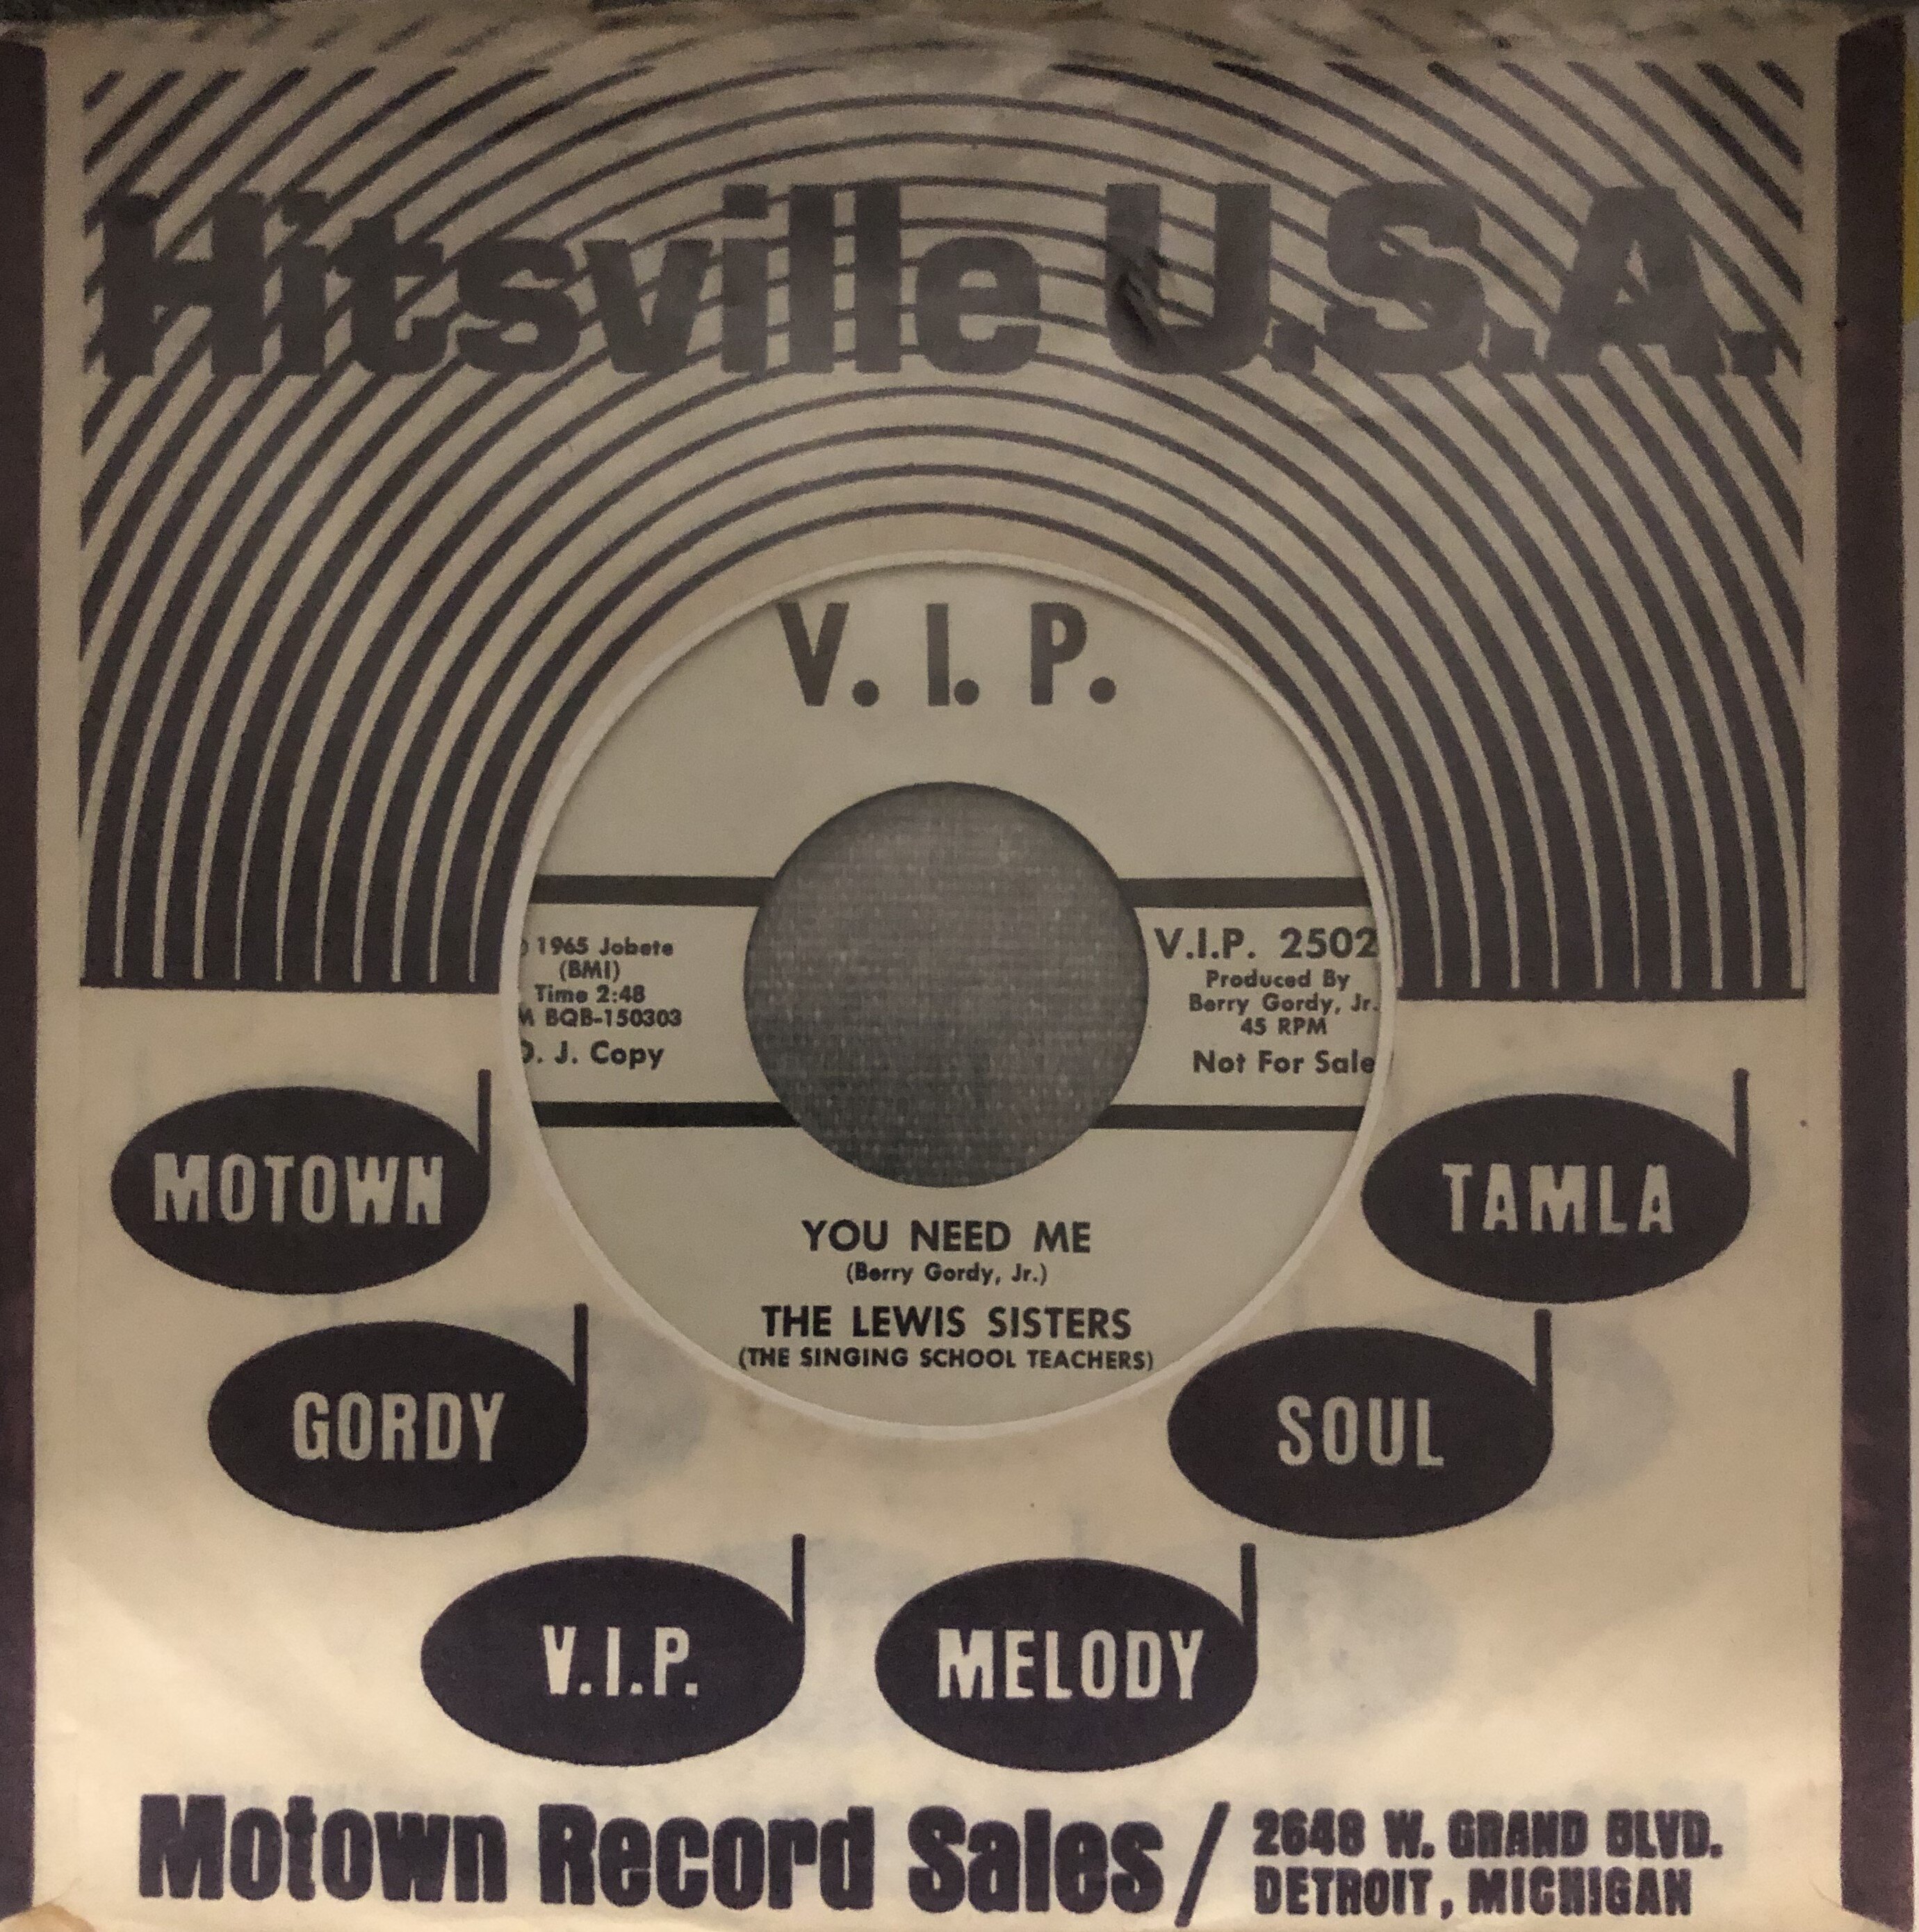 Hitsville U.S.A.
V. I. P.
1965 Jobete
(BMI)
Time 2:48
M BQB-150303
D. J. Copy
V.I.P. 2502
Produced By
Berry Gordy, Jr.
45 RPM
Not For Sale
YOU NEED ME
(Berry Gordy, Jr.)
THE LEWIS SISTERS
(THE SINGING SCHOOL TEACHERS)
MOTOWN
TAMLA
GORDY
SOUL
V.I.P.
MELODY
Motown Record Sales/
2648 W. GRAND BLVD.
DETROIT, MICHIGAN